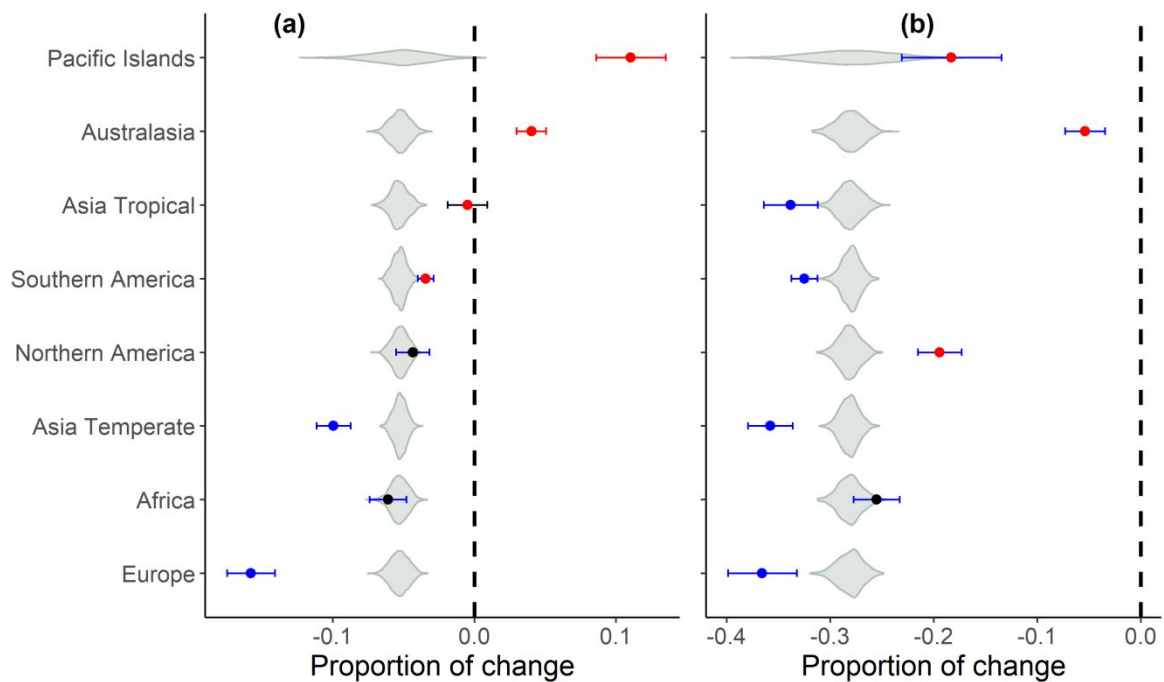 (a) (b)
Pacific Islands
Australasia
Asia Tropical
Southern America
Northern America
Asia Temperate
Africa
Europe
-0.1 0.0 0.1 -0.4 -0.3 -0.2 -0.1 0.0
Proportion of change Proportion of change